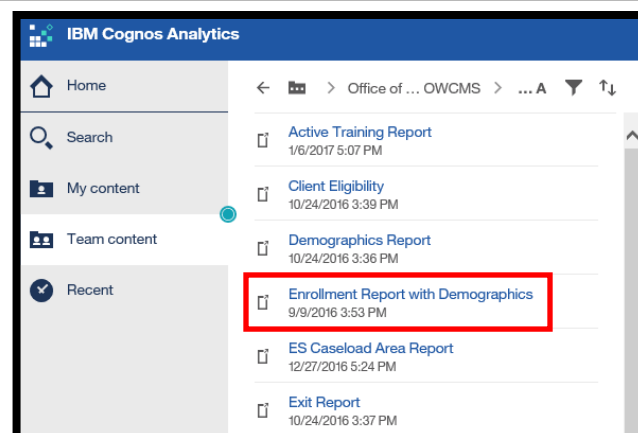 IBM Cognos Analytics
Home
Search
My content
Team content
Recent
Office of ... OWCMS > ... A
Active Training Report
1/6/2017 5:07 PM
Client Eligibility
10/24/2016 3:39 PM
Demographics Report
10/24/2016 3:36 PM
Enrollment Report with Demographics
9/9/2016 3:53 PM
ES Caseload Area Report
12/27/2016 5:24 PM
Exit Report
10/24/2016 3:37 PM